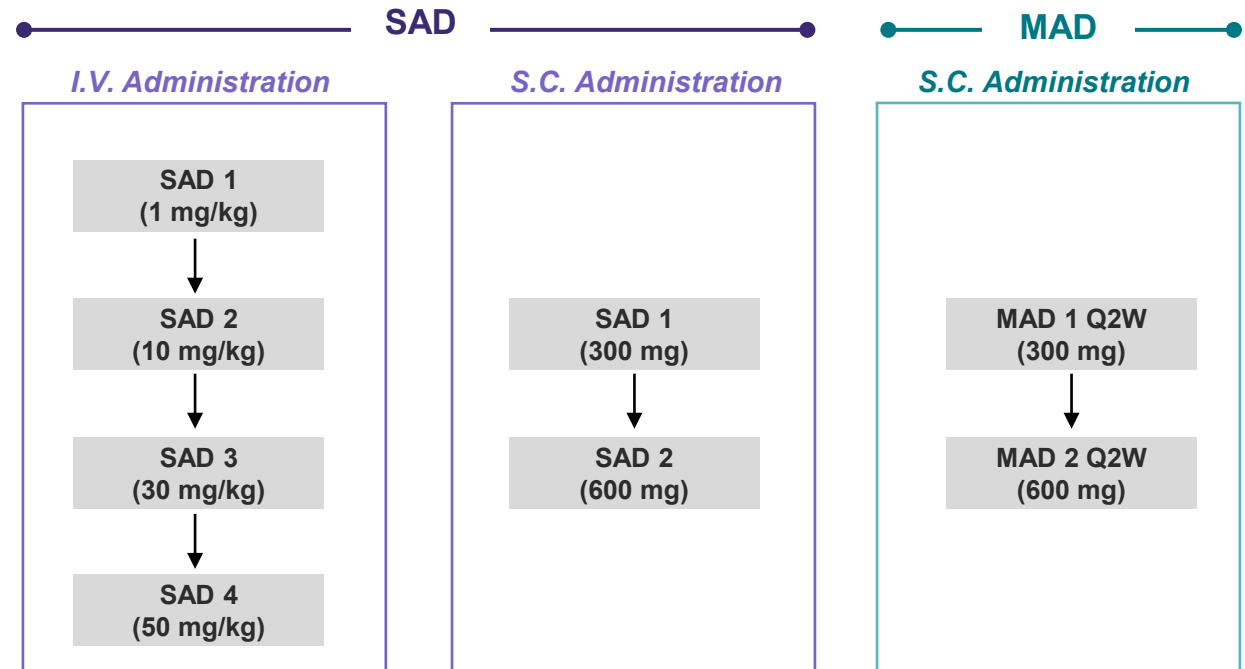 SAD
MAD
I.V. Administration
S.C. Administration
S.C. Administration
SAD 1
(1 mg/kg)
SAD 2
(10 mg/kg)
SAD 3
(30 mg/kg)
SAD 4
(50 mg/kg)
SAD 1
(300 mg)
SAD 2
(600 mg)
MAD 1 Q2W
(300 mg)
MAD 2 Q2W
(600 mg)